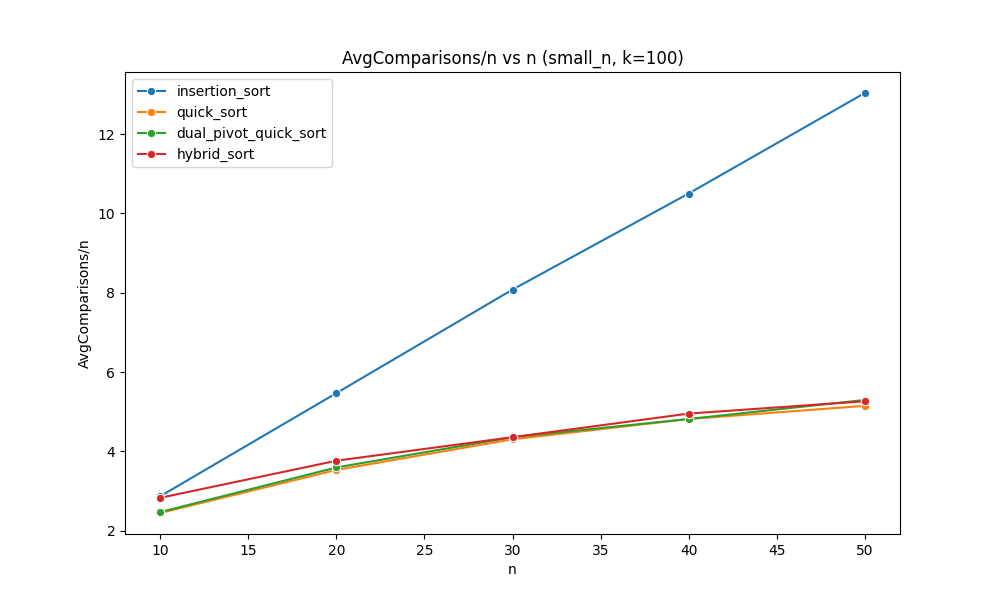 AvgComparisons/n vs n (small_n, k=100)
insertion_sort
quick_sort
dual_pivot_quick_sort
hybrid_sort
AvgComparisons/n
12
10
8
6
4
2
10 15 20 25 30 35 40 45 50
n